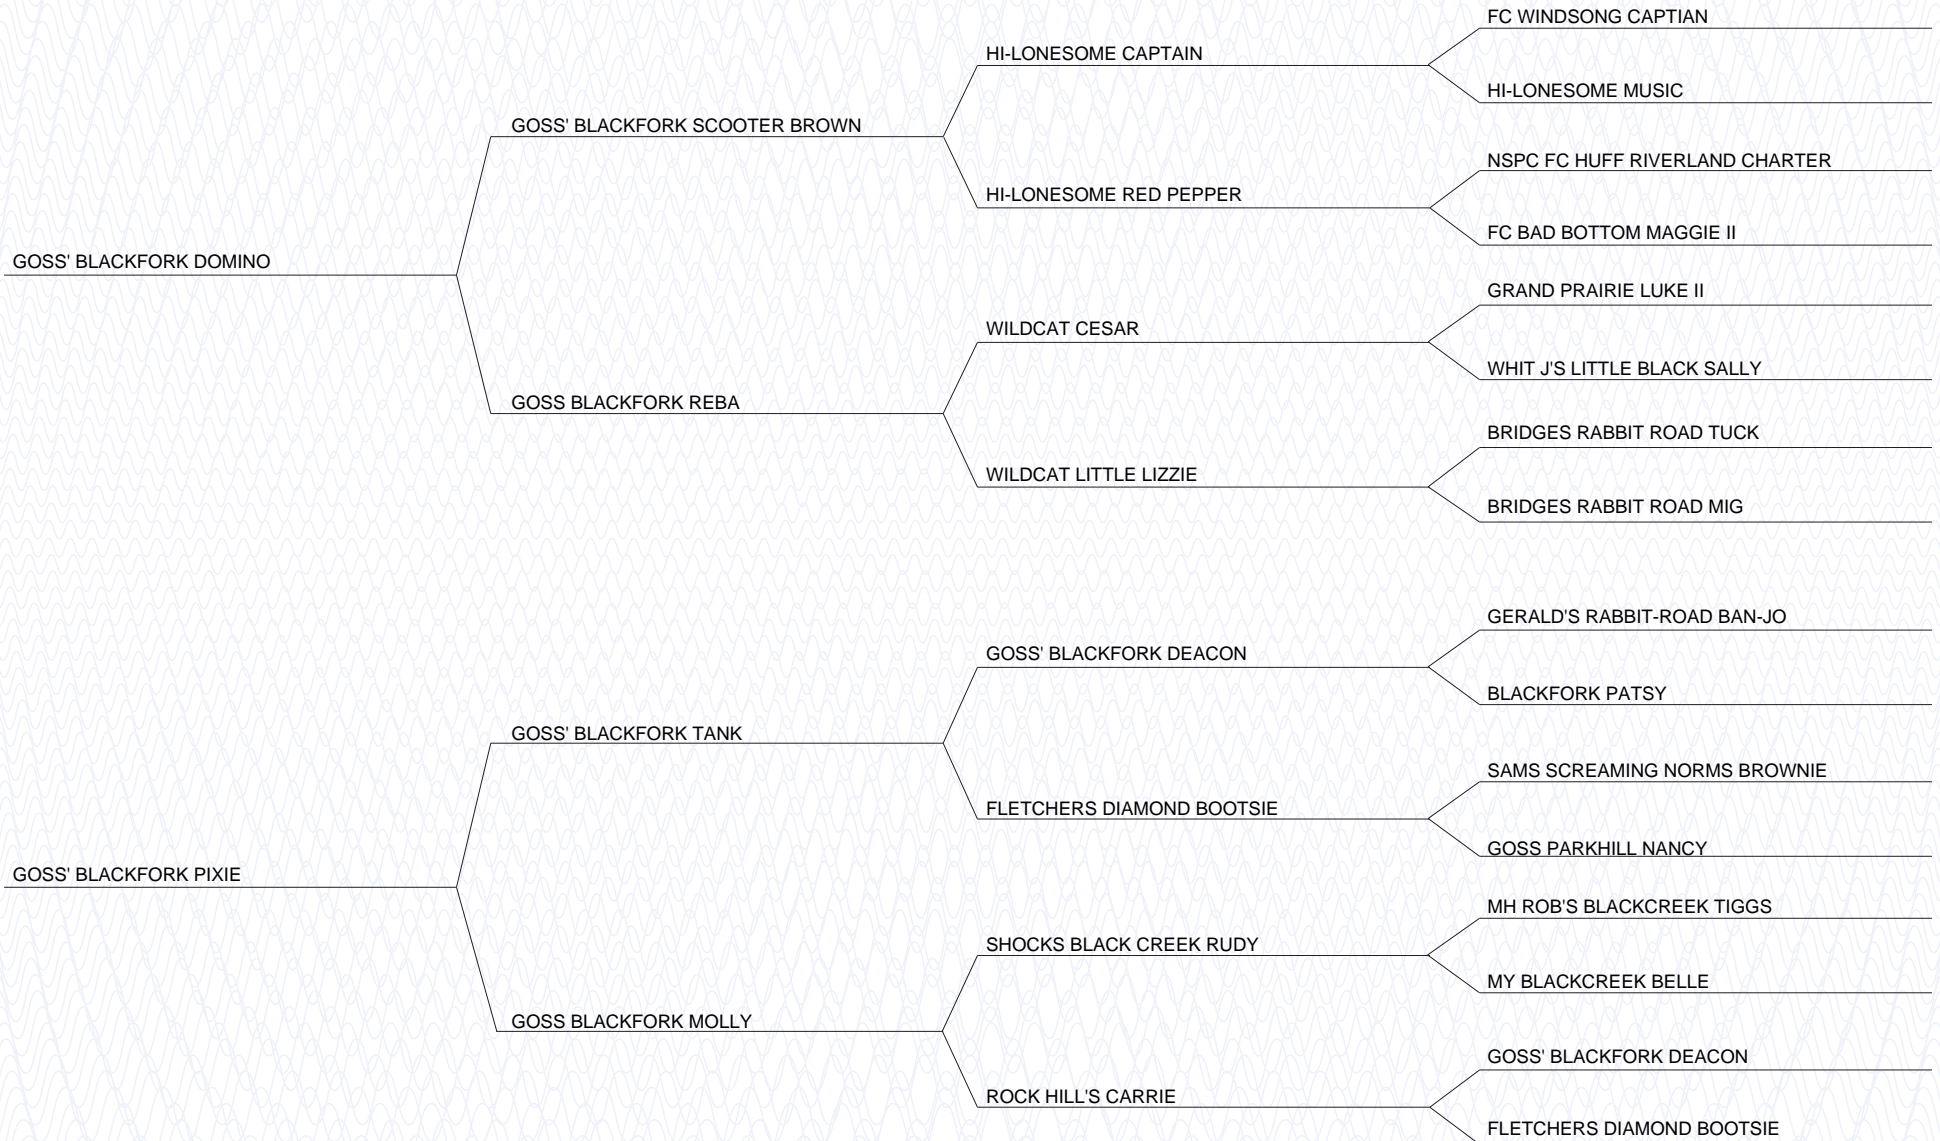 FC WINDSONG CAPTIAN
HI-LONESOME CAPTAIN
HI-LONESOME MUSIC
GOSS' BLACKFORK SCOOTER BROWN
NSPC FC HUFF RIVERLAND CHARTER
HI-LONESOME RED PEPPER
FC BAD BOTTOM MAGGIE II
GOSS' BLACKFORK DOMINO
GRAND PRAIRIE LUKE II
WILDCAT CESAR
WHIT J'S LITTLE BLACK SALLY
GOSS BLACKFORK REBA
BRIDGES RABBIT ROAD TUCK
WILDCAT LITTLE LIZZIE
BRIDGES RABBIT ROAD MIG
GERALD'S RABBIT-ROAD BAN-JO
GOSS' BLACKFORK DEACON
BLACKFORK PATSY
GOSS' BLACKFORK TANK
SAMS SCREAMING NORMS BROWNIE
FLETCHERS DIAMOND BOOTSIE
GOSS PARKHILL NANCY
GOSS' BLACKFORK PIXIE
MH ROB'S BLACKCREEK TIGGS
SHOCKS BLACK CREEK RUDY
MY BLACKCREEK BELLE
GOSS BLACKFORK MOLLY
GOSS' BLACKFORK DEACON
ROCK HILL'S CARRIE
FLETCHERS DIAMOND BOOTSIE